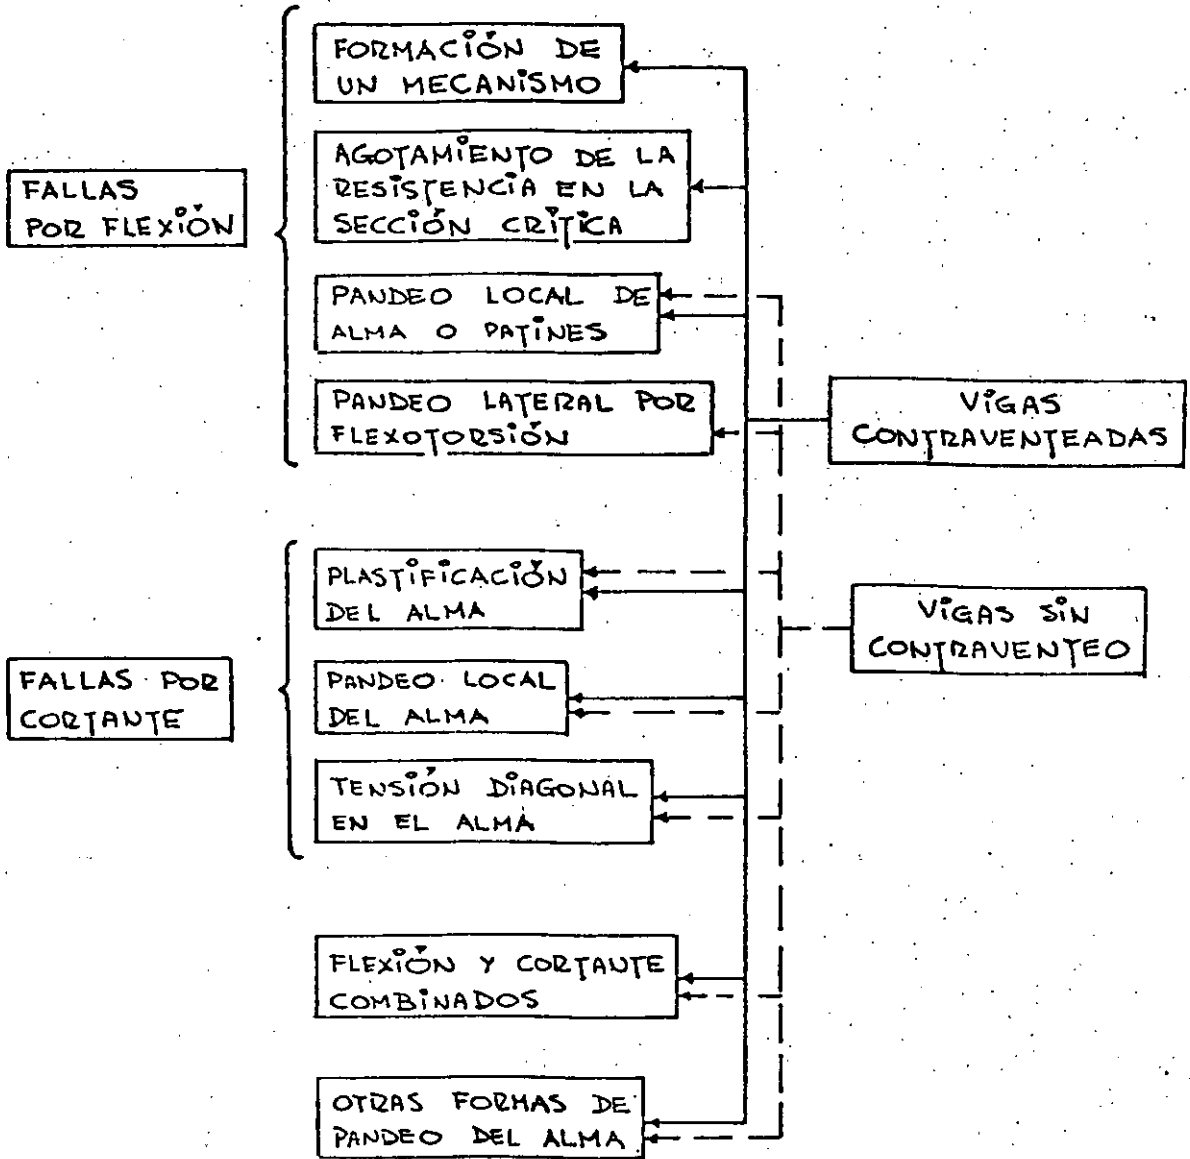 FORMACIÓN DE
UN MECANISMO
AGOTAMIENTO DE LA
RESISTENCIA EN LA
SECCIÓN CRÍTICA
FALLAS
POR FLEXIÓN
PANDEO LOCAL DE
ALMA O PATINES
PANDEO LATERAL POR
FLEXOTORSIÓN
VIGAS
CONTRAVENTEADAS
PLASTIFICACIÓN
DEL ALMA
VIGAS SIN
CONTRAVENTEO
FALLAS POR
CORTANTE
PANDEO LOCAL
DEL ALMA
TENSIÓN DIAGONAL
EN EL ALMA
FLEXIÓN Y CORTANTE
COMBINADOS
OTRAS FORMAS DE
PANDEO DEL ALMA